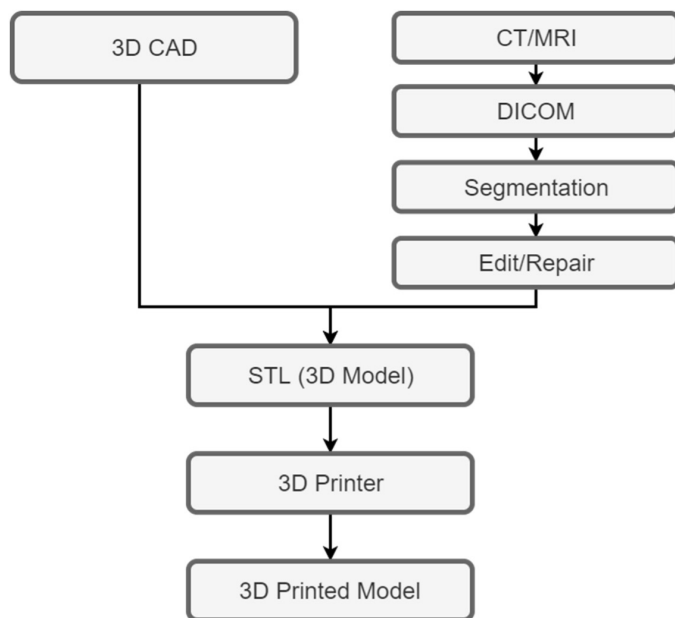 3D CAD
CT/MRI
DICOM
Segmentation
Edit/Repair
STL (3D Model)
3D Printer
3D Printed Model